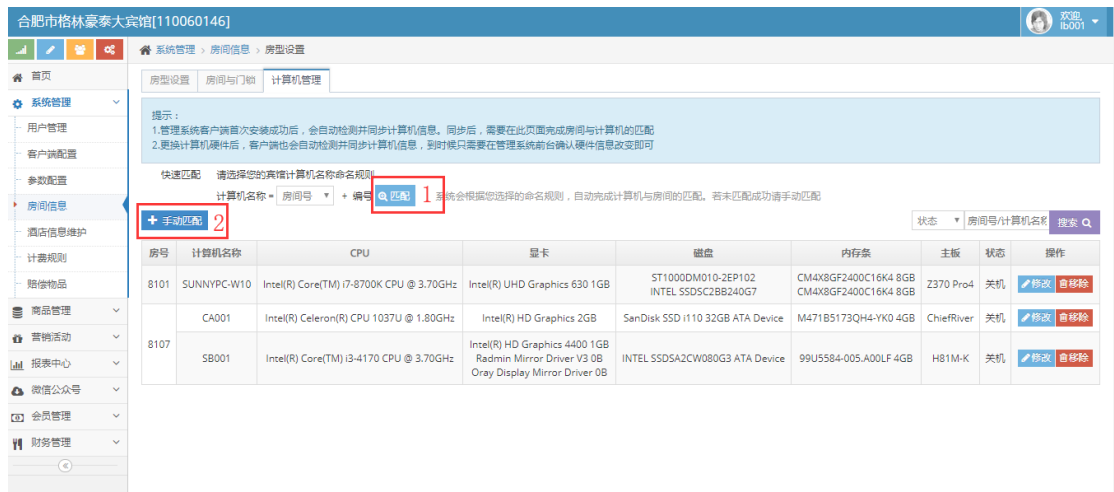 合肥市格林豪泰大宾馆[110060146]
欢迎,
lb001
系统管理 > 房间信息 > 房型设置
首页
系统管理
用户管理
客户端配置
参数配置
房间信息
酒店信息维护
计费规则
赔偿物品
商品管理
营销活动
报表中心
微信公众号
会员管理
财务管理
房型设置 房间与门锁 计算机管理
提示：
1.管理系统客户端首次安装成功后，会自动检测并同步计算机信息。同步后，需要在此页面完成房间与计算机的匹配
2.更换计算机硬件后，客户端也会自动检测并同步计算机信息，到时候只需要在管理系统前台确认硬件信息改变即可
快速匹配 请选择您的宾馆计算机名称命名规则
计算机名称 = 房间号 + 编号 匹配 1 系统会根据您选择的命名规则，自动完成计算机与房间的匹配。若未匹配成功请手动匹配
+ 手动匹配 2 状态 房间号/计算机名称 搜索
房号 计算机名称 CPU 显卡 磁盘 内存条 主板 状态 操作
8101 SUNNYPC-W10 Intel(R) Core(TM) i7-8700K CPU @ 3.70GHz Intel(R) UHD Graphics 630 1GB ST1000DM010-2EP102 CM4X8GF2400C16K4 8GB Z370 Pro4 关机 修改 移除
INTEL SSDSC2BB240G7 CM4X8GF2400C16K4 8GB
8107 CA001 Intel(R) Celeron(R) CPU 1037U @ 1.80GHz Intel(R) HD Graphics 2GB SanDisk SSD i110 32GB ATA Device M471B5173QH4-YK0 4GB ChiefRiver 关机 修改 移除
SB001 Intel(R) Core(TM) i3-4170 CPU @ 3.70GHz Intel(R) HD Graphics 4400 1GB INTEL SSDSA2CW080G3 ATA Device 99U5584-005.A00LF 4GB H81M-K 关机 修改 移除
Radmin Mirror Driver V3 0B
Oray Display Mirror Driver 0B